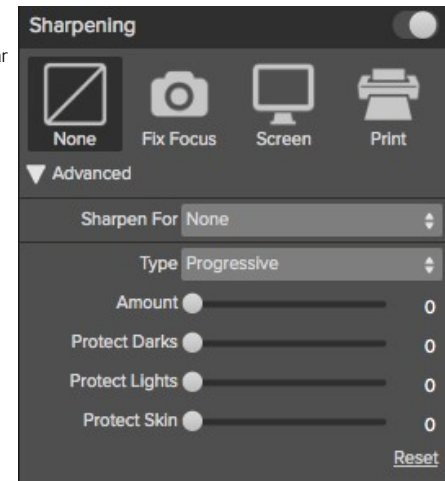 Sharpening
None Fix Focus Screen Print
Advanced
Sharpen For None
Type Progressive
Amount 0
Protect Darks 0
Protect Lights 0
Protect Skin 0
Reset